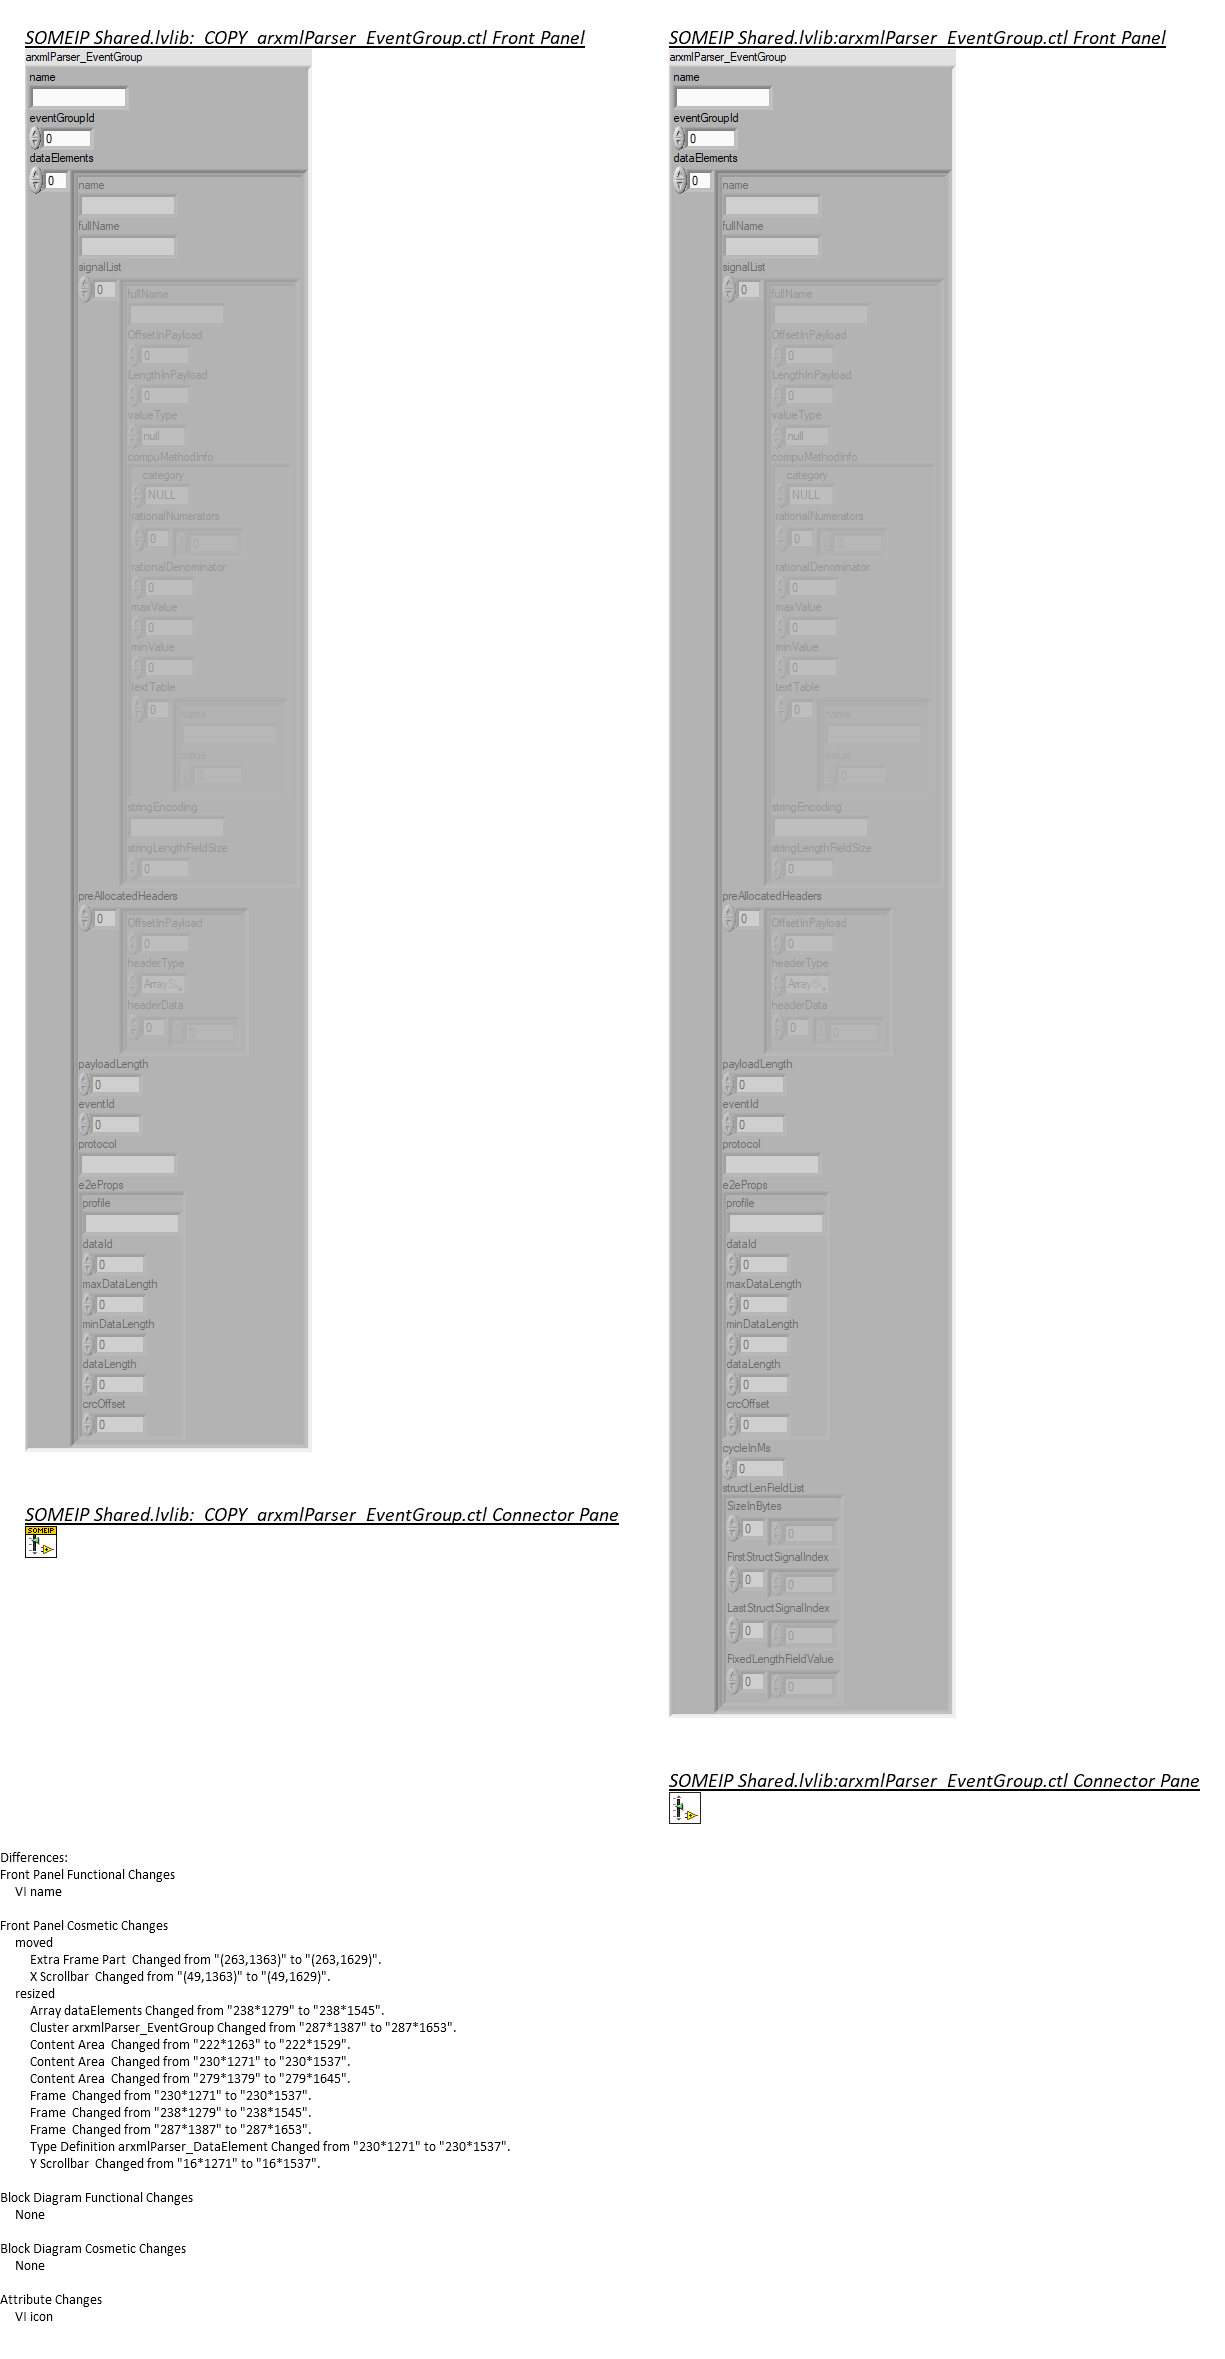 SOMEIP Shared.lvlib:_COPY_arxmlParser_EventGroup.ctl Front Panel
arxmlParser_EventGroup
name
eventGroupId
0
dataElements
0
name
fullName
signalList
0
fullName
OffsetInPayload
0
LengthInPayload
0
valueType
null
compuMethodInfo
category
NULL
rationalNumerators
0 0
rationalDenominator
0
maxValue
0
minValue
0
textTable
0
name
value
0
stringEncoding
stringLengthFieldSize
0
preAllocatedHeaders
0
OffsetInPayload
0
headerType
ArraySi
headerData
0 0
payloadLength
0
eventId
0
protocol
e2eProps
profile
dataId
0
maxDataLength
0
minDataLength
0
dataLength
0
crcOffset
0
SOMEIP Shared.lvlib:_COPY_arxmlParser_EventGroup.ctl Connector Pane
SOMEIP
SOMEIP Shared.lvlib:arxmlParser_EventGroup.ctl Front Panel
arxmlParser_EventGroup
name
eventGroupId
0
dataElements
0
name
fullName
signalList
0
fullName
OffsetInPayload
0
LengthInPayload
0
valueType
null
compuMethodInfo
category
NULL
rationalNumerators
0 0
rationalDenominator
0
maxValue
0
minValue
0
textTable
0
name
value
0
stringEncoding
stringLengthFieldSize
0
preAllocatedHeaders
0
OffsetInPayload
0
headerType
ArraySi
headerData
0 0
payloadLength
0
eventId
0
protocol
e2eProps
profile
dataId
0
maxDataLength
0
minDataLength
0
dataLength
0
crcOffset
0
cycleInMs
0
structLenFieldList
SizeInBytes
0 0
FirstStructSignalIndex
0 0
LastStructSignalIndex
0 0
FixedLengthFieldValue
0 0
SOMEIP Shared.lvlib:arxmlParser_EventGroup.ctl Connector Pane
Differences:
Front Panel Functional Changes
VI name
Front Panel Cosmetic Changes
moved
Extra Frame Part  Changed from "(263,1363)" to "(263,1629)".
X Scrollbar  Changed from "(49,1363)" to "(49,1629)".
resized
Array dataElements Changed from "238*1279" to "238*1545".
Cluster arxmlParser_EventGroup Changed from "287*1387" to "287*1653".
Content Area  Changed from "222*1263" to "222*1529".
Content Area  Changed from "230*1271" to "230*1537".
Content Area  Changed from "279*1379" to "279*1645".
Frame  Changed from "230*1271" to "230*1537".
Frame  Changed from "238*1279" to "238*1545".
Frame  Changed from "287*1387" to "287*1653".
Type Definition arxmlParser_DataElement Changed from "230*1271" to "230*1537".
Y Scrollbar  Changed from "16*1271" to "16*1537".
Block Diagram Functional Changes
None
Block Diagram Cosmetic Changes
None
Attribute Changes
VI icon